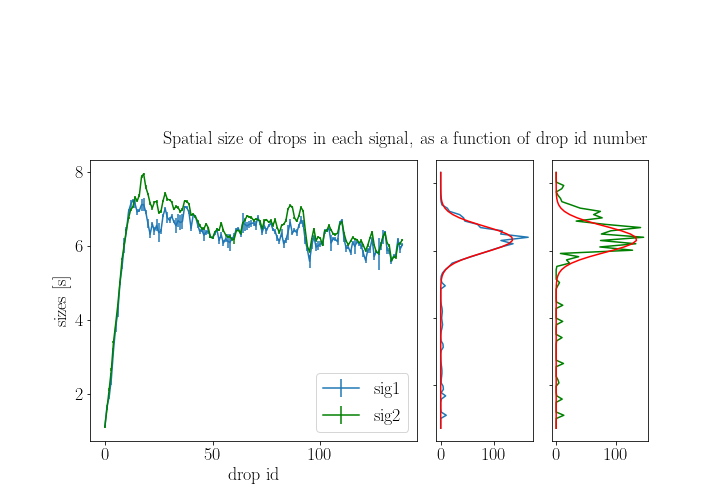 Spatial size of drops in each signal, as a function of drop id number
8
6
4
2
sizes [s]
sig1
sig2
0 50 100
0 100
0 100
drop id